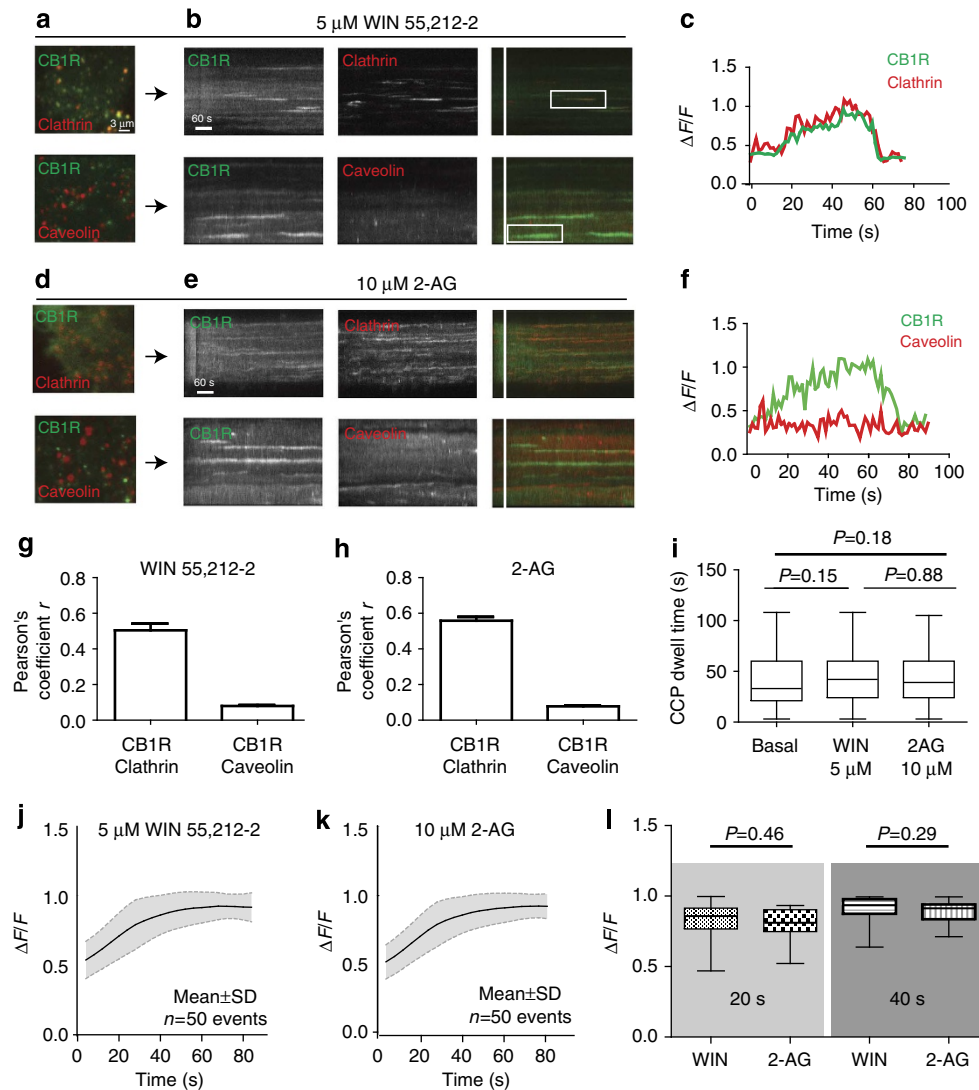 a
b
5 µM WIN 55,212-2
c
CB1R
Clathrin
3 µm
CB1R
60 s
Clathrin
CB1R
Clathrin
ΔF/F
1.5
1.0
0.5
0.0
0 20 40 60 80 100
Time (s)
CB1R
Caveolin
CB1R
Caveolin
d
e
10 µM 2-AG
f
CB1R
Clathrin
CB1R
60 s
Clathrin
CB1R
Caveolin
ΔF/F
1.5
1.0
0.5
0.0
0 20 40 60 80 100
Time (s)
CB1R
Caveolin
CB1R
Caveolin
g
WIN 55,212-2
Pearson's
coefficient r
0.8
0.6
0.4
0.2
0.0
CB1R
Clathrin
CB1R
Caveolin
h
2-AG
Pearson's
coefficient r
0.8
0.6
0.4
0.2
0.0
CB1R
Clathrin
CB1R
Caveolin
i
P=0.18
P=0.15
P=0.88
CCP dwell time (s)
150
100
50
0
Basal
WIN
5 µM
2AG
10 µM
j
5 µM WIN 55,212-2
ΔF/F
1.5
1.0
0.5
0.0
Mean±SD
n=50 events
0 20 40 60 80
Time (s)
k
10 µM 2-AG
ΔF/F
1.5
1.0
0.5
0.0
Mean±SD
n=50 events
0 20 40 60 80
Time (s)
l
P=0.46
P=0.29
ΔF/F
1.5
1.0
0.5
0.0
20 s
40 s
WIN
2-AG
WIN
2-AG